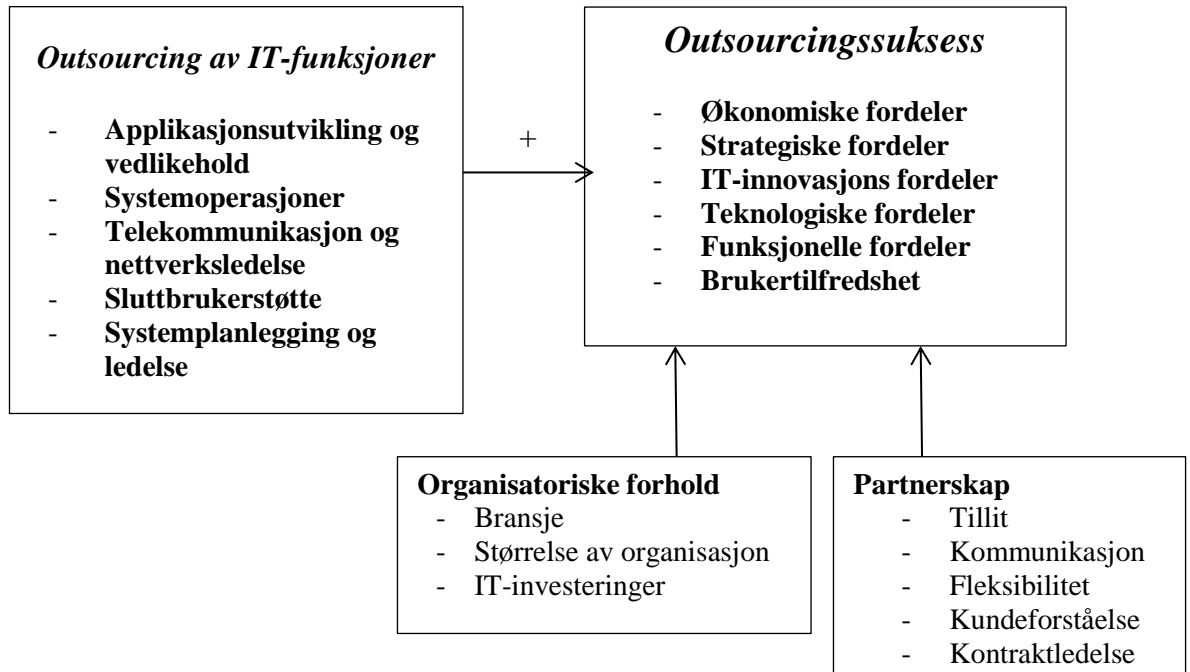 Outsourcing av IT-funksjoner
- Applikasjonsutvikling og
vedlikehold
- Systemoperasjoner
- Telekommunikasjon og
nettverksledelse
- Sluttbrukerstøtte
- Systemplanlegging og
ledelse
+
Outsourcingssuksess
- Økonomiske fordeler
- Strategiske fordeler
- IT-innovasjons fordeler
- Teknologiske fordeler
- Funksjonelle fordeler
- Brukertilfredshet
Organisatoriske forhold
- Bransje
- Størrelse av organisasjon
- IT-investeringer
Partnerskap
- Tillit
- Kommunikasjon
- Fleksibilitet
- Kundeforståelse
- Kontraktledelse